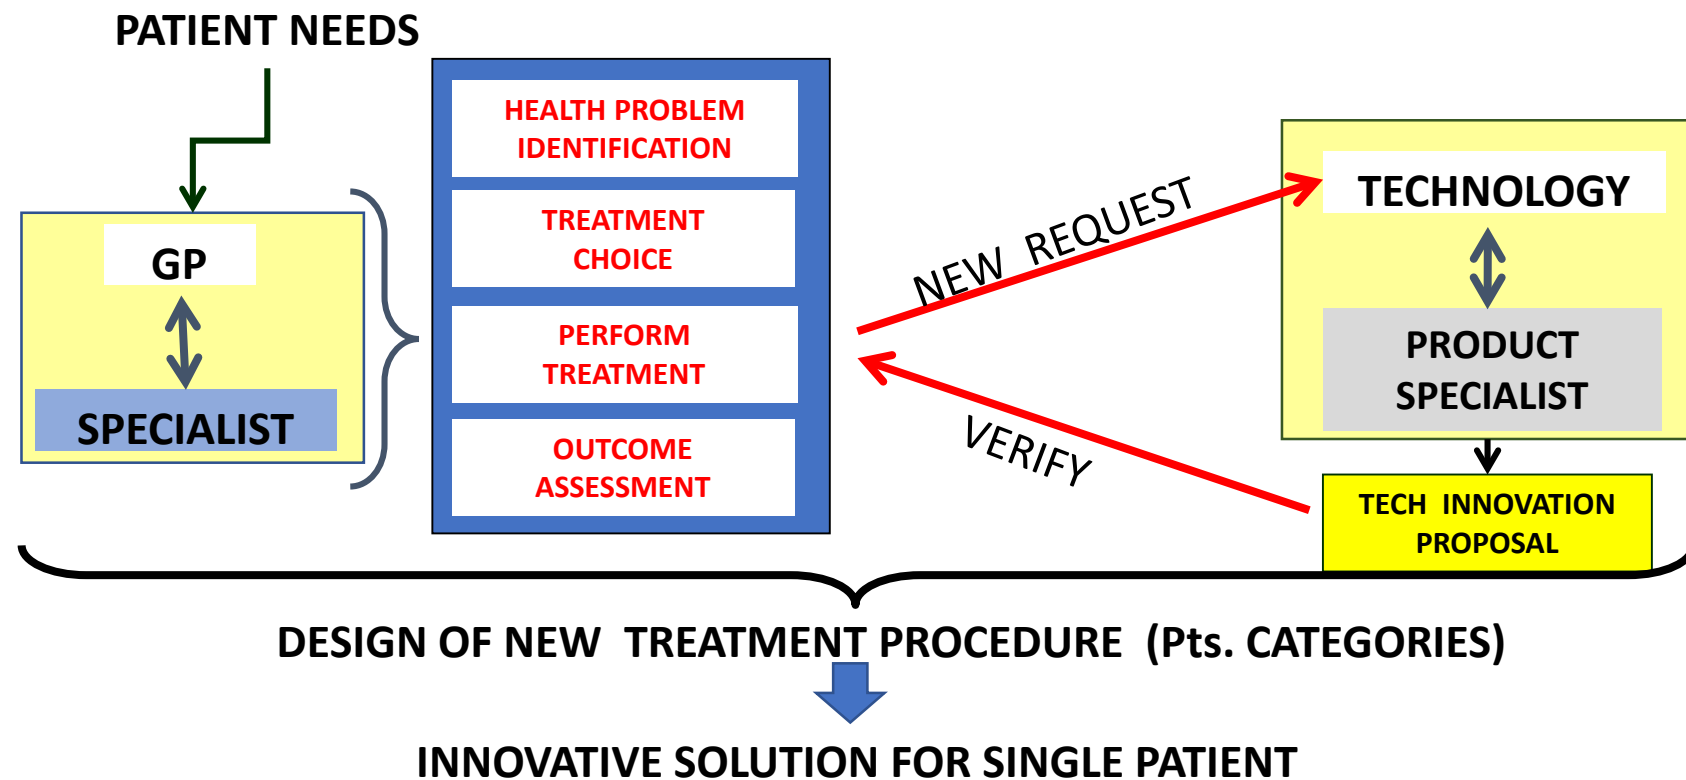 PATIENT NEEDS
GP
SPECIALIST
HEALTH PROBLEM
IDENTIFICATION
TREATMENT
CHOICE
PERFORM
TREATMENT
OUTCOME
ASSESSMENT
NEW REQUEST
VERIFY
TECHNOLOGY
PRODUCT
SPECIALIST
TECH INNOVATION
PROPOSAL
DESIGN OF NEW TREATMENT PROCEDURE (Pts. CATEGORIES)
INNOVATIVE SOLUTION FOR SINGLE PATIENT